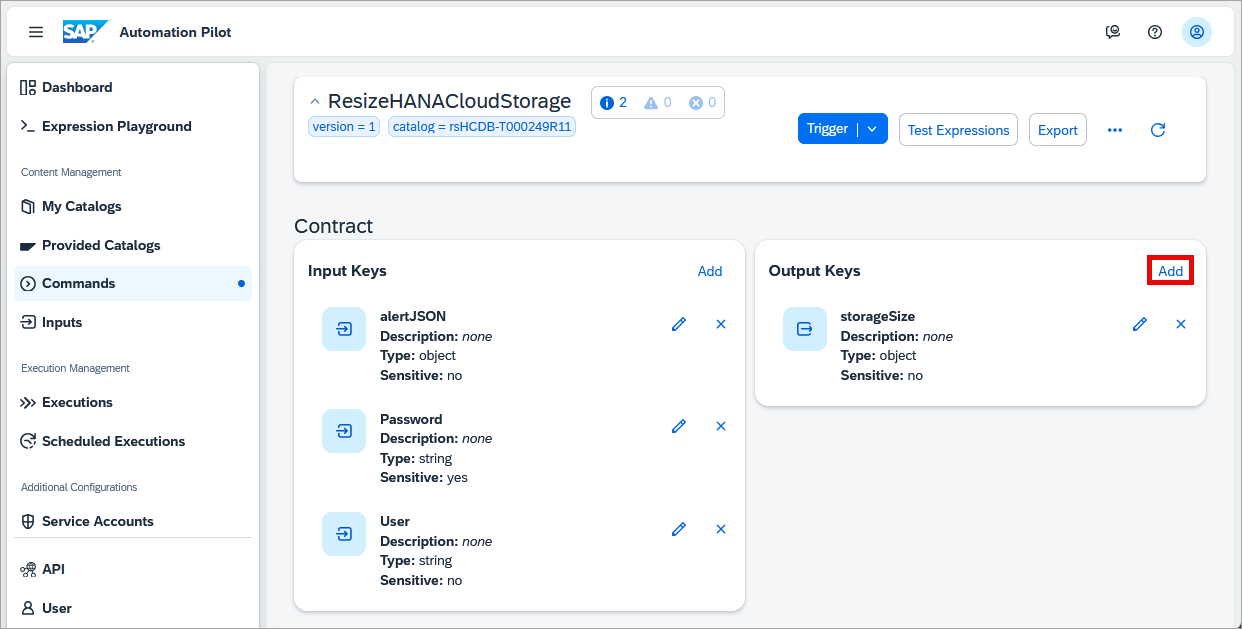 SAP Automation Pilot
Dashboard
Expression Playground
Content Management
My Catalogs
Provided Catalogs
Commands
Inputs
Execution Management
Executions
Scheduled Executions
Additional Configurations
Service Accounts
API
User
ResizeHANACloudStorage
2 0 0
version = 1 catalog = rsHCDB-T000249R11
Trigger Test Expressions Export
Contract
Input Keys Add
alertJSON
Description: none
Type: object
Sensitive: no
Password
Description: none
Type: string
Sensitive: yes
User
Description: none
Type: string
Sensitive: no
Output Keys Add
storageSize
Description: none
Type: object
Sensitive: no